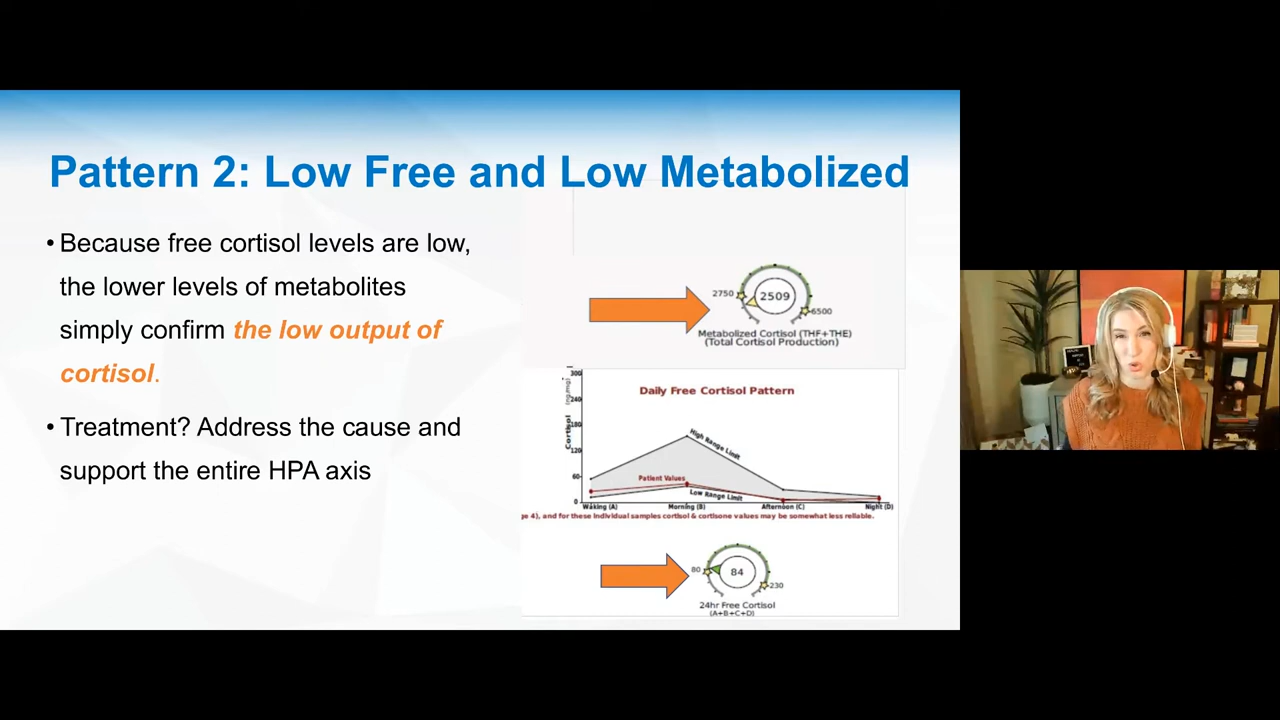 Pattern 2: Low Free and Low Metabolized
• Because free cortisol levels are low,
the lower levels of metabolites
simply confirm the low output of
cortisol.
• Treatment? Address the cause and
support the entire HPA axis
2750
2509
6500
Metabolized Cortisol (THF+THE)
(Total Cortisol Production)
Daily Free Cortisol Pattern
Cortisol
300
240
180
120
60
0
High Range Limit
Patient Values
Low Range Limit
Waking (A)
Morning (B)
Afternoon (C)
Night (D)
ge 4), and for these individual samples cortisol & cortisone values may be somewhat less reliable.
80
84
230
24hr Free Cortisol
(A+B+C+D)